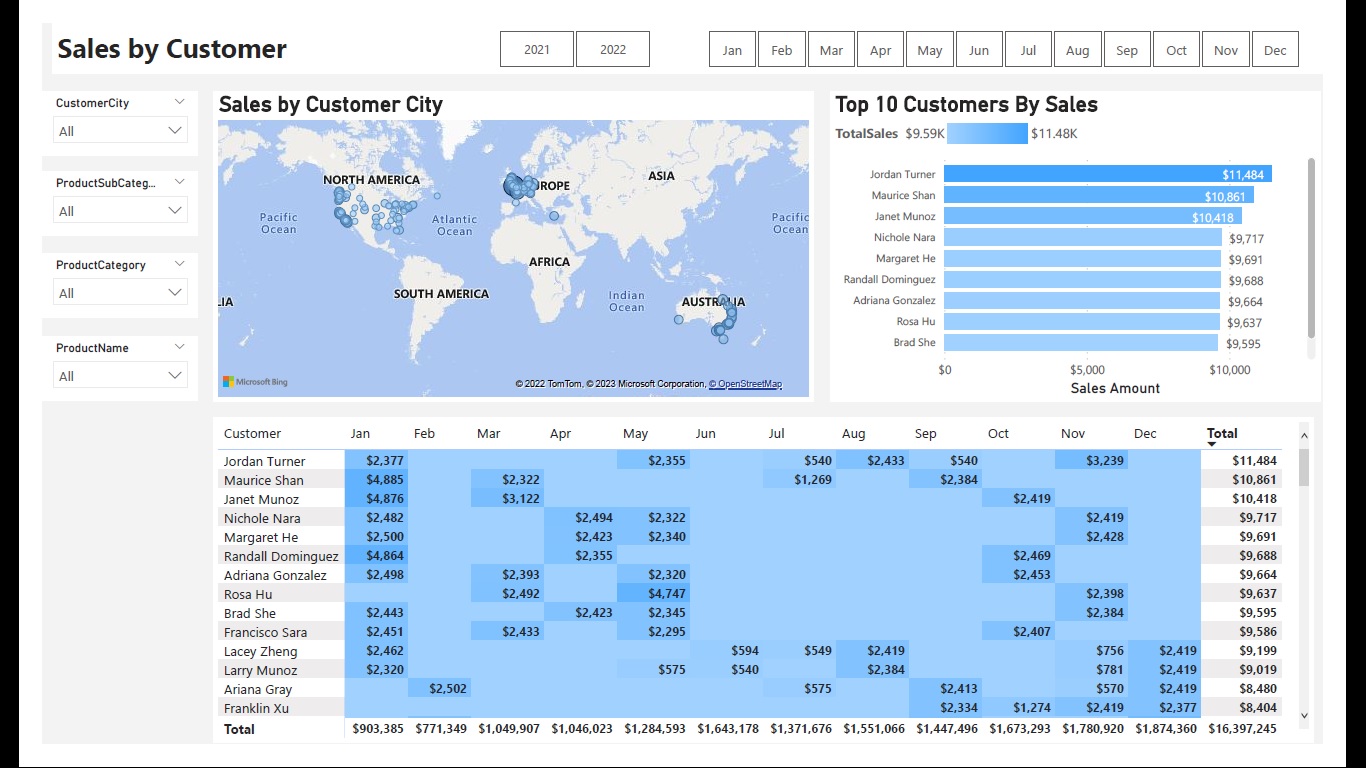 Sales by Customer
2021 2022
Jan Feb Mar Apr May Jun Jul Aug Sep Oct Nov Dec
CustomerCity
All
ProductSubCateg...
All
ProductCategory
All
ProductName
All
Sales by Customer City
NORTH AMERICA
EUROPE
ASIA
Pacific
Ocean
Atlantic
Ocean
Pacific
Ocean
AFRICA
SOUTH AMERICA
Indian
Ocean
LIA
AUSTRALIA
Microsoft Bing
© 2022 TomTom, © 2023 Microsoft Corporation, © OpenStreetMap
Top 10 Customers By Sales
TotalSales $9.59K $11.48K
Jordan Turner $11,484
Maurice Shan $10,861
Janet Munoz $10,418
Nichole Nara $9,717
Margaret He $9,691
Randall Dominguez $9,688
Adriana Gonzalez $9,664
Rosa Hu $9,637
Brad She $9,595
$0 $5,000 $10,000
Sales Amount
Customer Jan Feb Mar Apr May Jun Jul Aug Sep Oct Nov Dec Total
Jordan Turner $2,377 $2,355 $540 $2,433 $540 $3,239 $11,484
Maurice Shan $4,885 $2,322 $1,269 $2,384 $10,861
Janet Munoz $4,876 $3,122 $2,419 $10,418
Nichole Nara $2,482 $2,494 $2,322 $2,419 $9,717
Margaret He $2,500 $2,423 $2,340 $2,428 $9,691
Randall Dominguez $4,864 $2,355 $2,469 $9,688
Adriana Gonzalez $2,498 $2,393 $2,320 $2,453 $9,664
Rosa Hu $2,492 $4,747 $2,398 $9,637
Brad She $2,443 $2,423 $2,345 $2,384 $9,595
Francisco Sara $2,451 $2,433 $2,295 $2,407 $9,586
Lacey Zheng $2,462 $594 $549 $2,419 $756 $2,419 $9,199
Larry Munoz $2,320 $575 $540 $2,384 $781 $2,419 $9,019
Ariana Gray $2,502 $575 $2,413 $570 $2,419 $8,480
Franklin Xu $2,334 $1,274 $2,419 $2,377 $8,404
Total $903,385 $771,349 $1,049,907 $1,046,023 $1,284,593 $1,643,178 $1,371,676 $1,551,066 $1,447,496 $1,673,293 $1,780,920 $1,874,360 $16,397,245